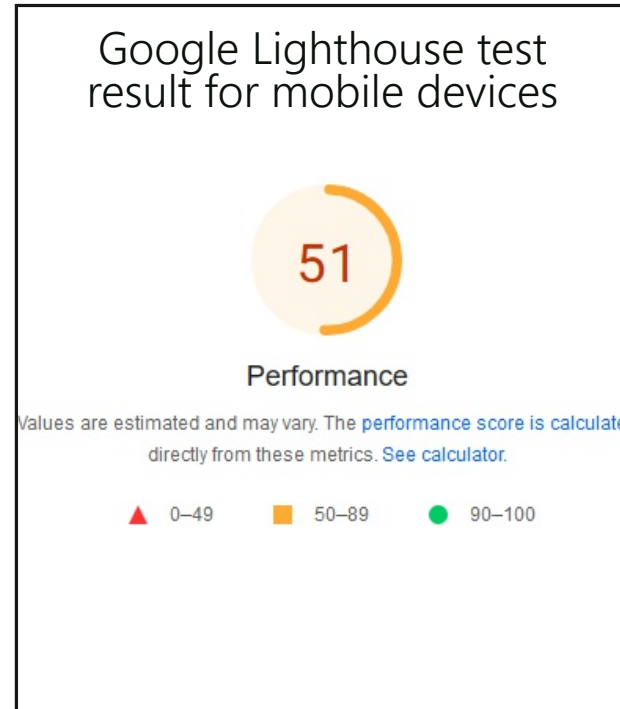 Google Lighthouse test
result for mobile devices
51
Performance
Values are estimated and may vary. The performance score is calculate
directly from these metrics. See calculator.
0–49 50–89 90–100